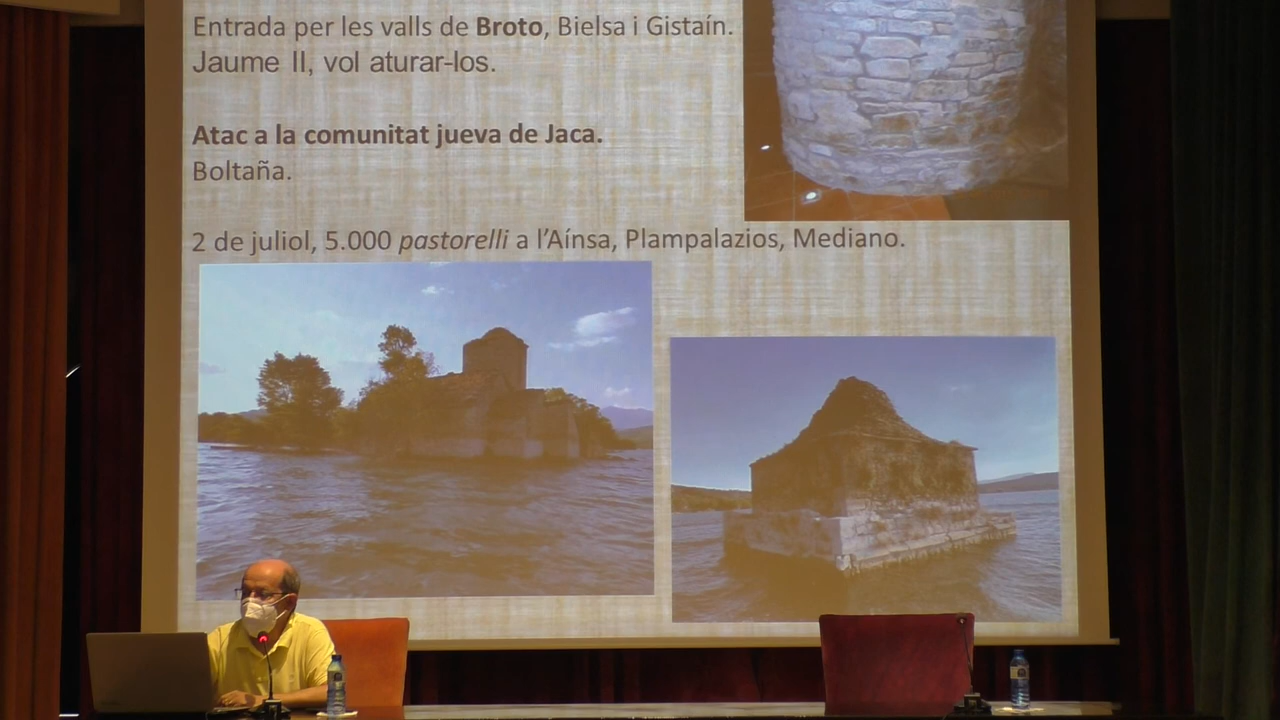 Entrada per les valls de Broto, Bielsa i Gistaín.
Jaume II, vol aturar-los.
Atac a la comunitat jueva de Jaca.
Boltaña.
2 de juliol, 5.000 pastorelli a l'Aínsa, Plampalazios, Mediano.